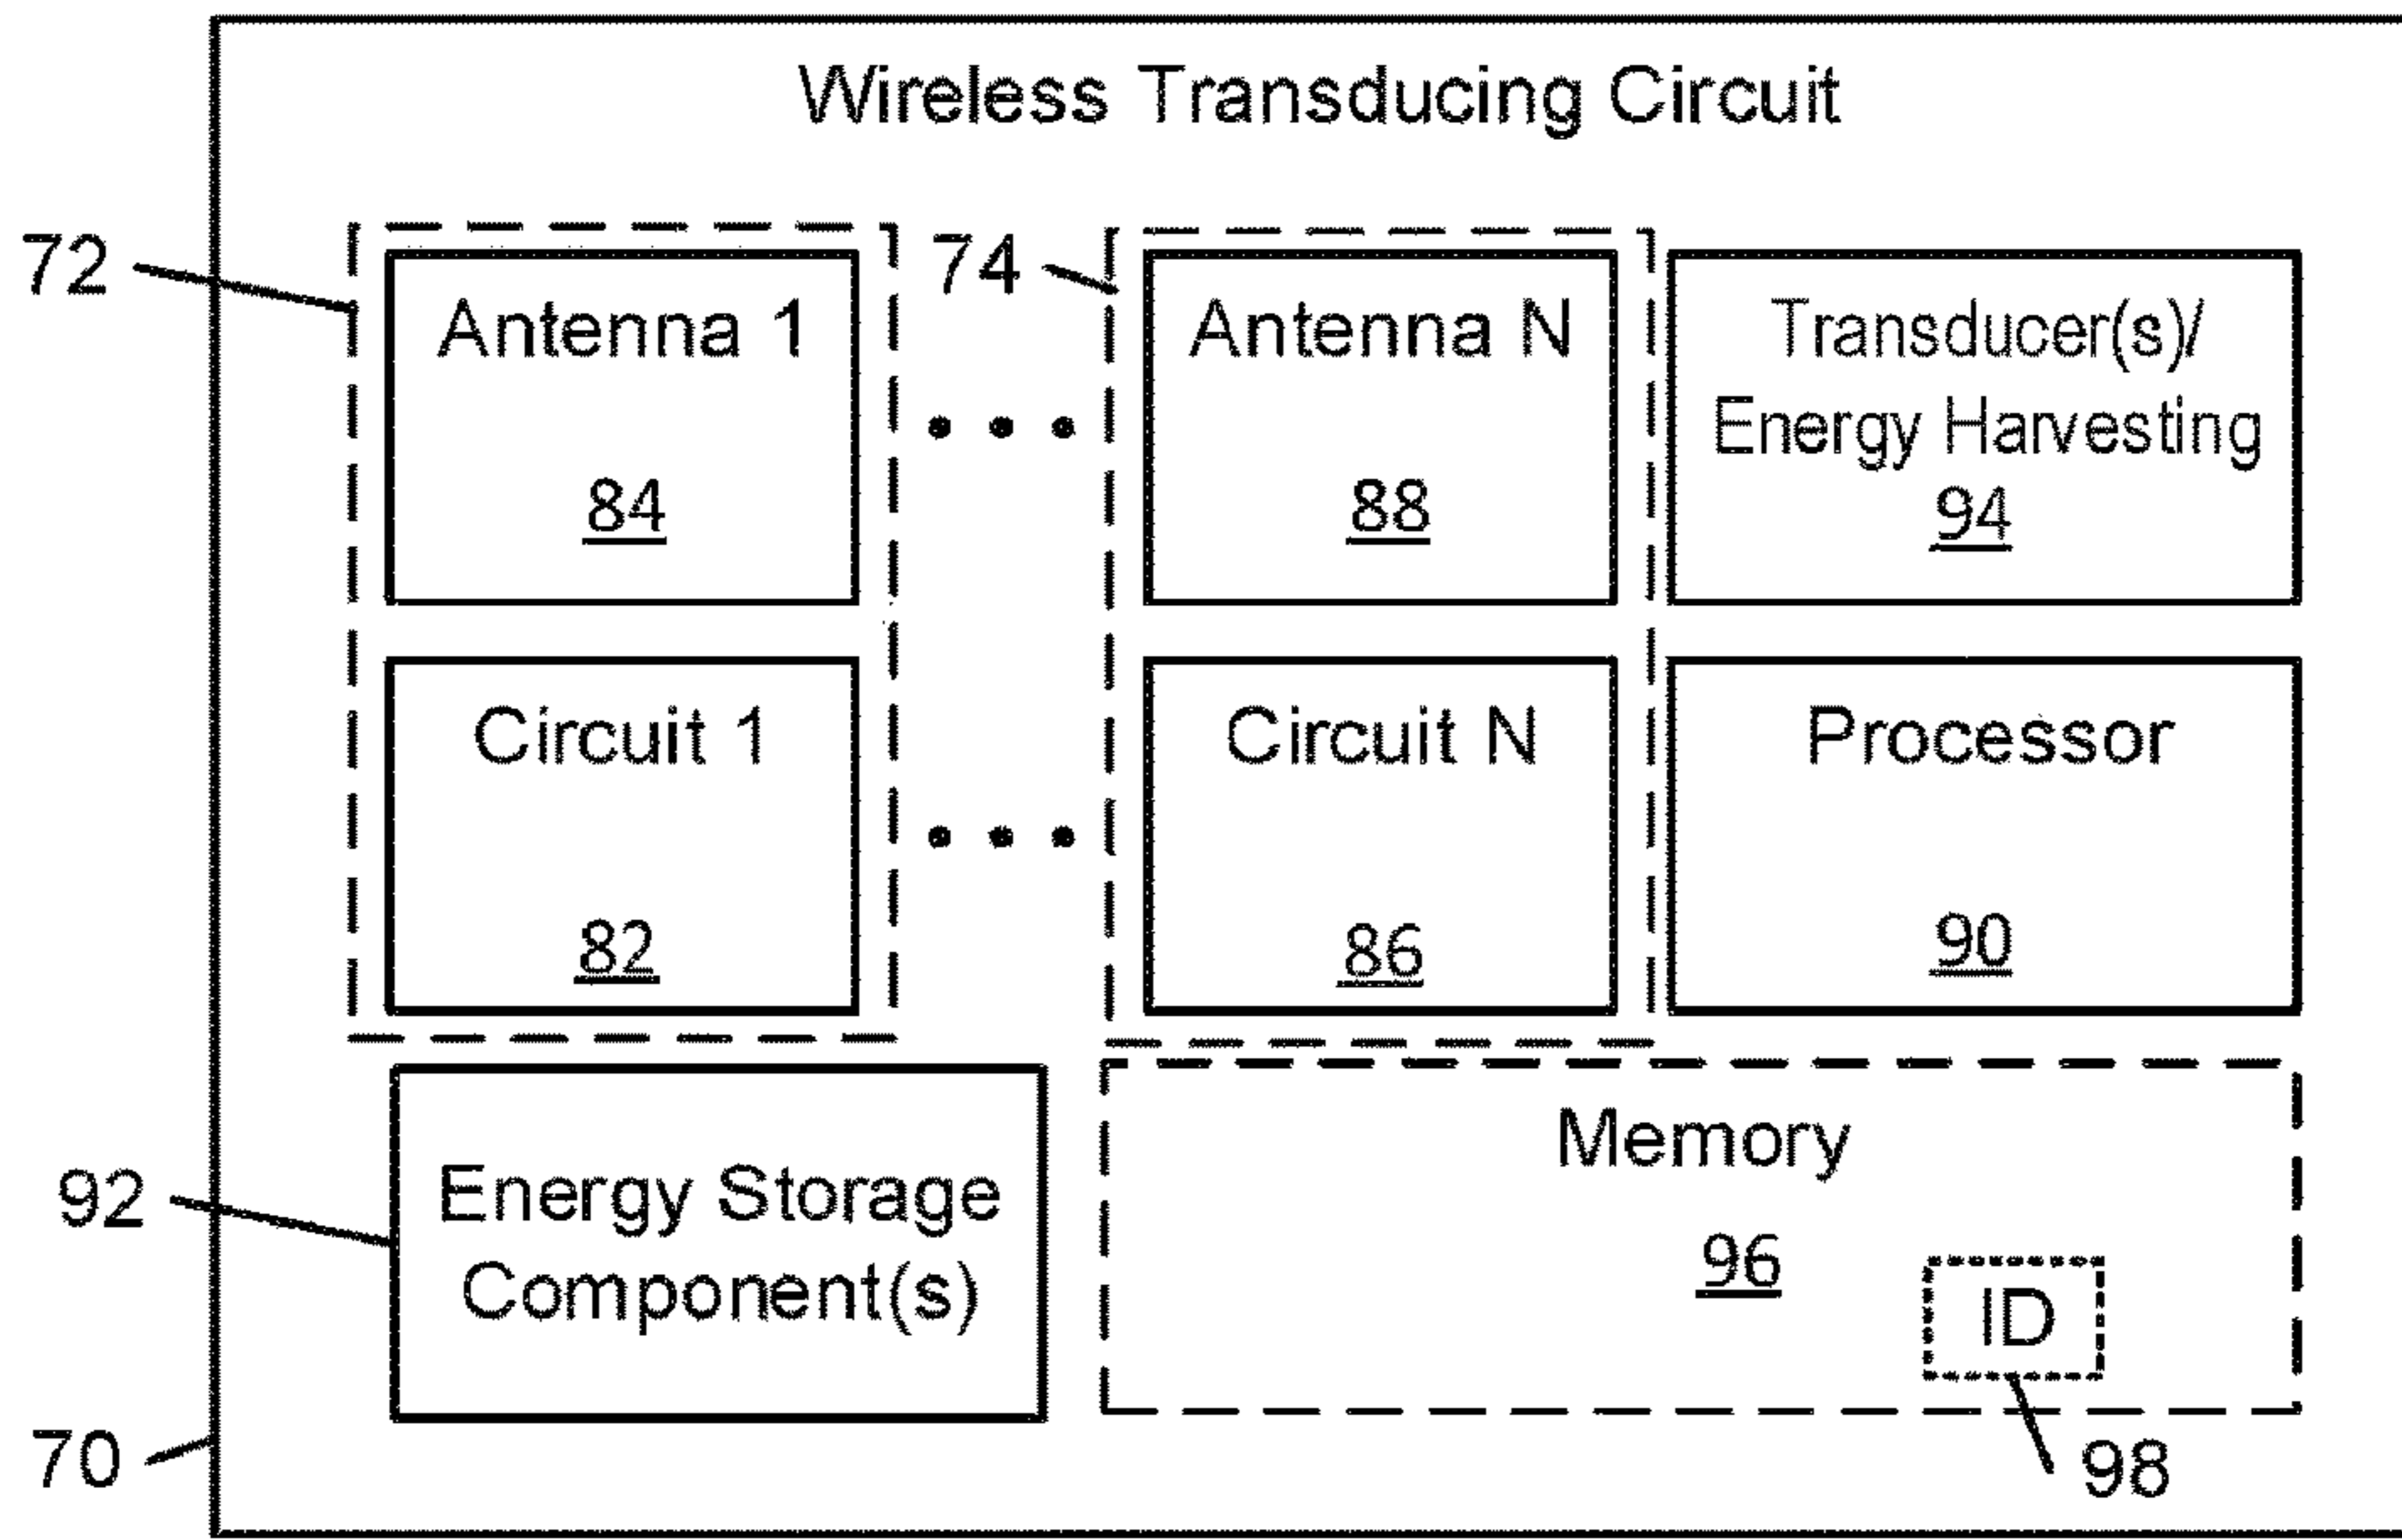 Wireless Transducing Circuit
72
74
Antenna 1
84
Antenna N
88
Transducer(s)/
Energy Harvesting
94
Circuit 1
82
Circuit N
86
Processor
90
92
Energy Storage
Component(s)
Memory
96
ID
70
98